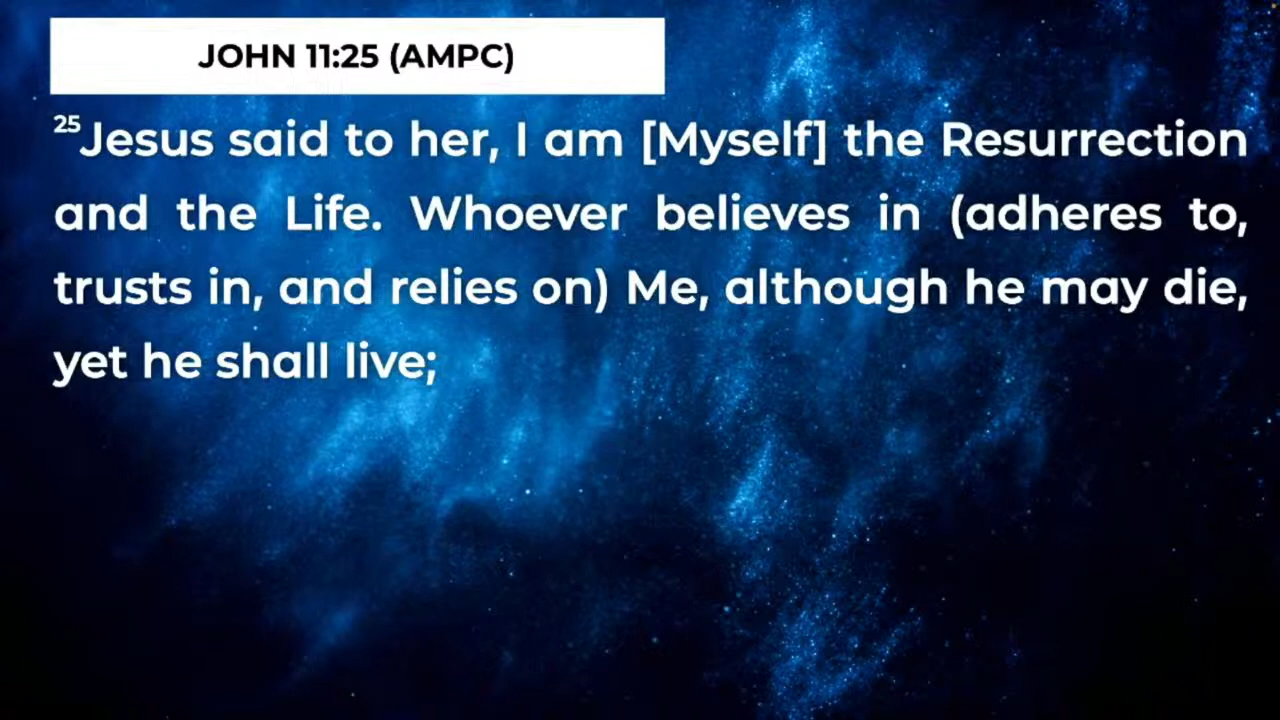 JOHN 11:25 (AMPC)
25Jesus said to her, I am [Myself] the Resurrection
and the Life. Whoever believes in (adheres to,
trusts in, and relies on) Me, although he may die,
yet he shall live;